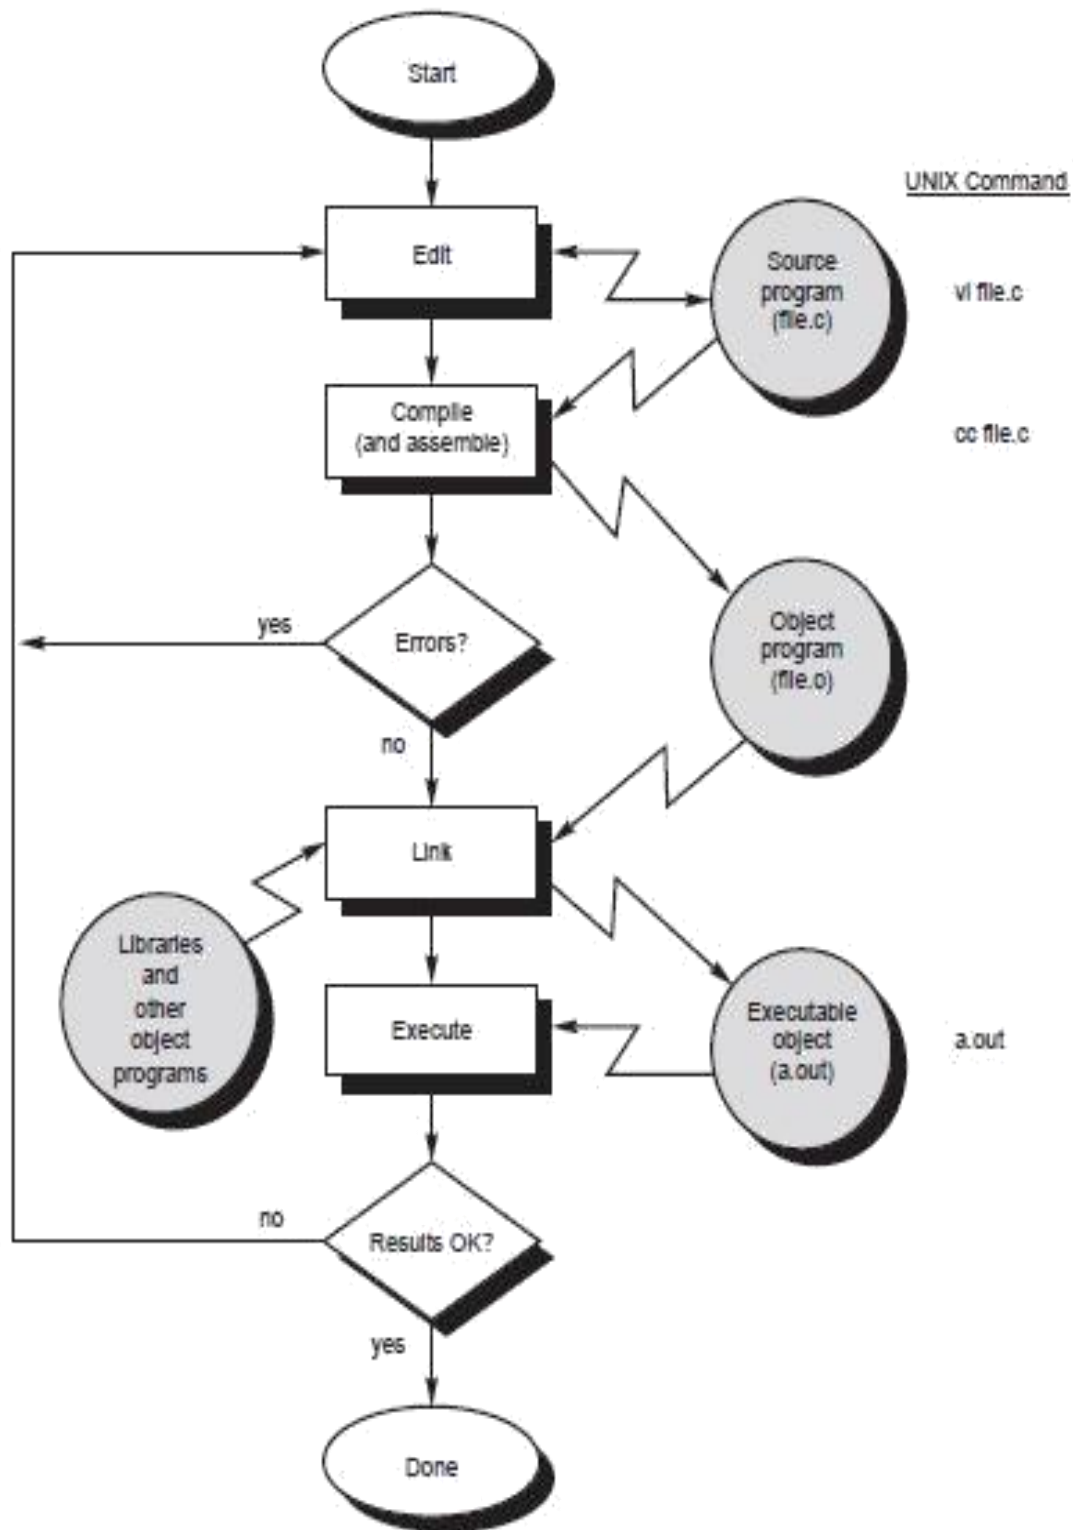 Start
UNIX Command
Edit
Source
program
(file.c)
vi file.c
Compile
(and assemble)
cc file.c
yes
Errors?
Object
program
(file.o)
no
Link
Libraries
and
other
object
programs
Execute
Executable
object
(a.out)
a.out
no
Results OK?
yes
Done